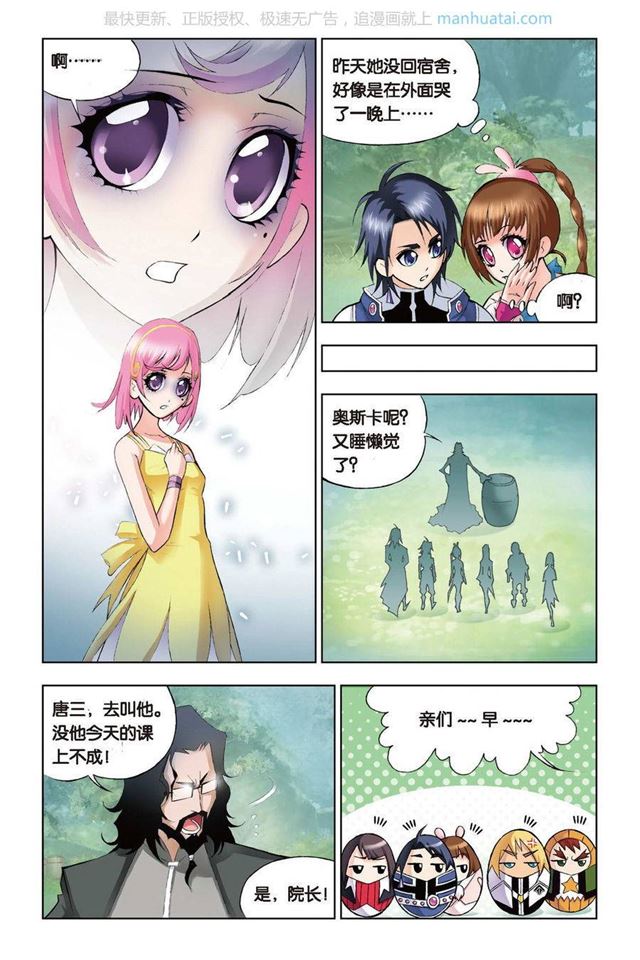 最快更新、正版授权、极速无广告，追漫画就上 manhuatai.com
啊……
昨天她没回宿舍，
好像是在外面哭
了一晚上……
啊？
奥斯卡呢？
又睡懒觉
了？
唐三，去叫他。
没他今天的课
上不成！
是，院长！
亲们~~早~~~